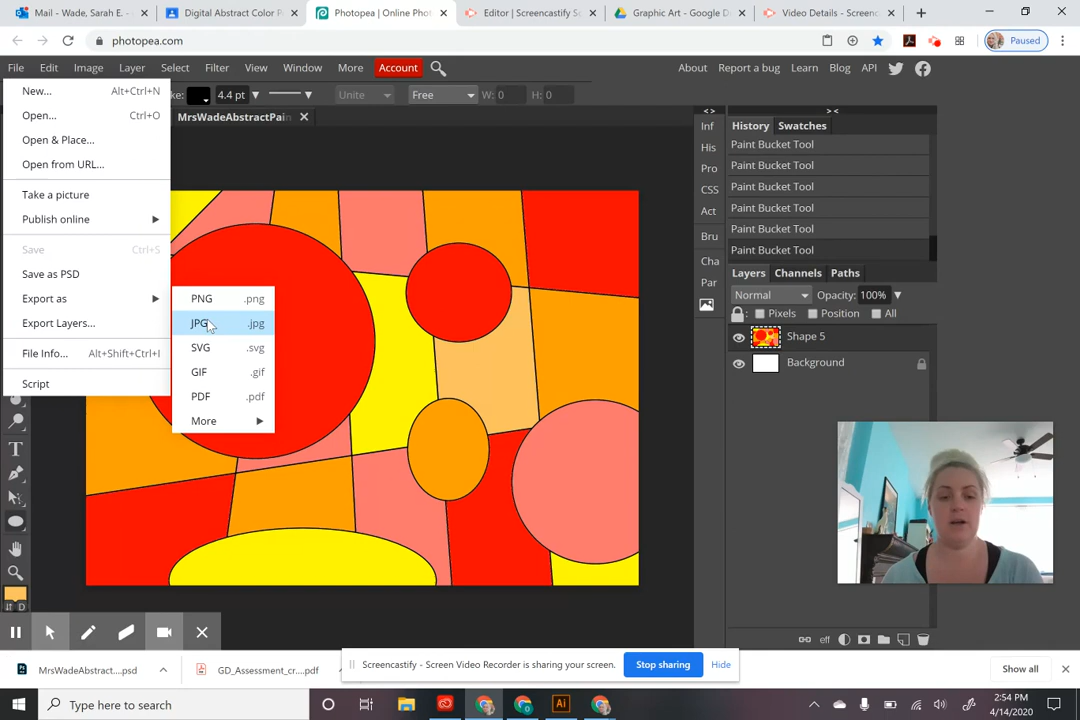 Mail - Wade, Sarah E. - 
Digital Abstract Color P
Photopea | Online Phot
Editor | Screencastify S
Graphic Art - Google D
Video Details - Screenc
photopea.com
Paused
File Edit Image Layer Select Filter View Window More Account
About Report a bug Learn Blog API
ke: 4.4 pt Unite Free W: 0 H: 0
New... Alt+Ctrl+N
Open... Ctrl+O
Open & Place...
Open from URL...
Take a picture
Publish online
Save Ctrl+S
Save as PSD
Export as
Export Layers...
File Info... Alt+Shift+Ctrl+I
Script
MrsWadeAbstractPain
PNG .png
JPG .jpg
SVG .svg
GIF .gif
PDF .pdf
More
T
D
< >
Inf
His
Pro
CSS
Act
Bru
Cha
Par
> <
History Swatches
Paint Bucket Tool
Paint Bucket Tool
Paint Bucket Tool
Paint Bucket Tool
Paint Bucket Tool
Paint Bucket Tool
Layers Channels Paths
Normal Opacity: 100%
Pixels Position All
Shape 5
Background
eff
MrsWadeAbstract....psd
GD_Assessment_cr....pdf
Screencastify - Screen Video Recorder is sharing your screen.
Stop sharing
Hide
Show all
Type here to search
2:54 PM
4/14/2020